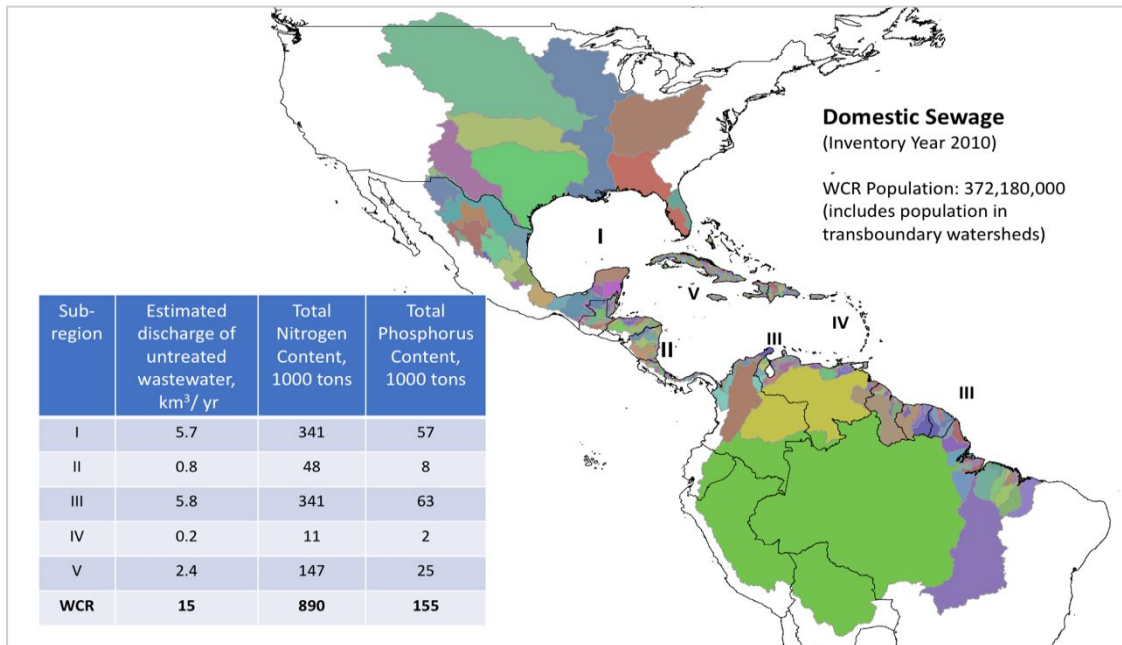 Domestic Sewage
(Inventory Year 2010)
WCR Population: 372,180,000
(includes population in
transboundary watersheds)
I
V
IV
III
II
III
Sub-
region
Estimated
discharge of
untreated
wastewater,
km³/ yr
Total
Nitrogen
Content,
1000 tons
Total
Phosphorus
Content,
1000 tons
I 5.7 341 57
II 0.8 48 8
III 5.8 341 63
IV 0.2 11 2
V 2.4 147 25
WCR 15 890 155